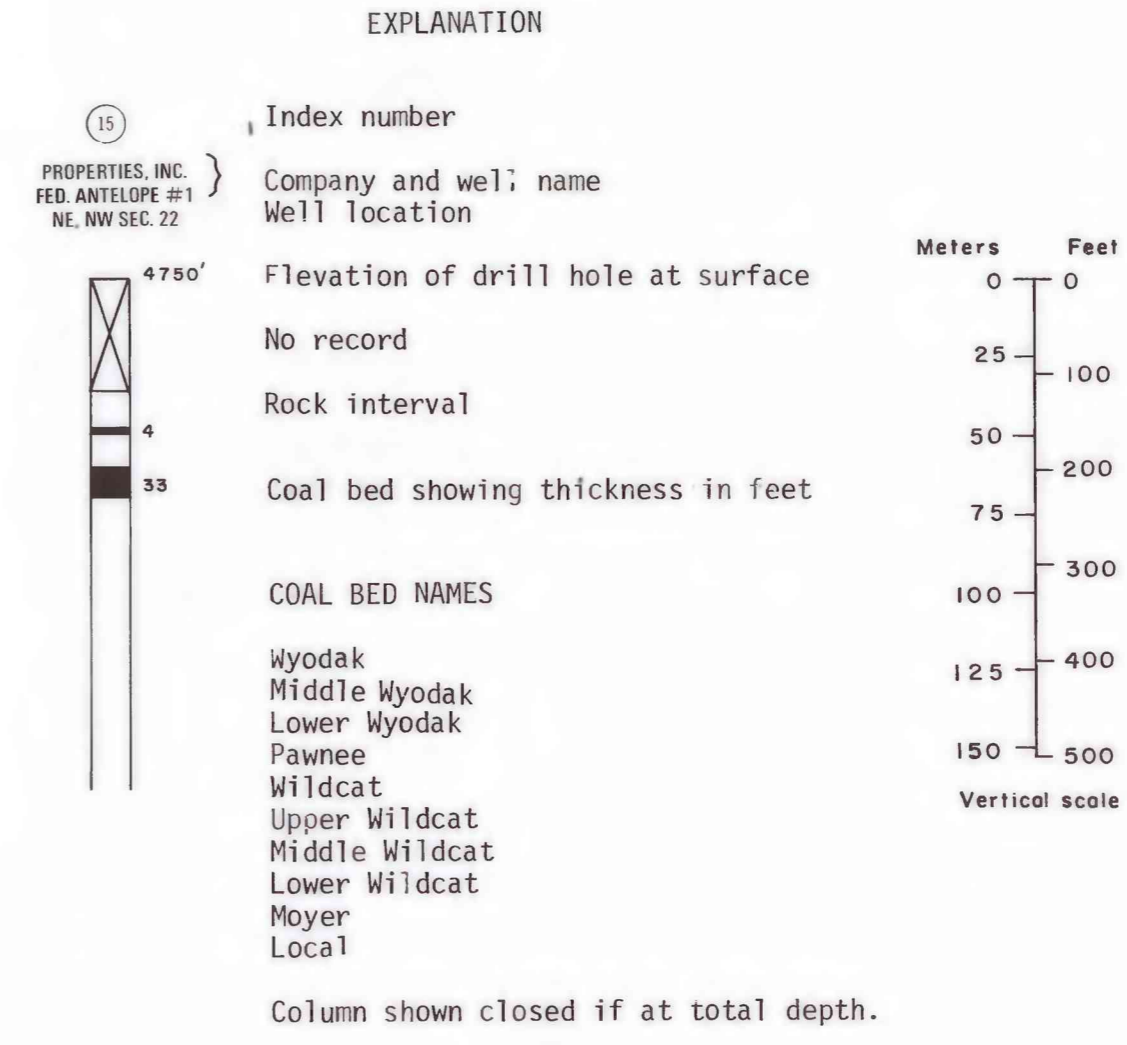 EXPLANATION
15
Index number
PROPERTIES, INC.
FED. ANTELOPE #1
NE, NW SEC. 22
Company and well name
Well location
4750'
Elevation of drill hole at surface
No record
Rock interval
4
33
Coal bed showing thickness in feet
COAL BED NAMES
Wyodak
Middle Wyodak
Lower Wyodak
Pawnee
Wildcat
Upper Wildcat
Middle Wildcat
Lower Wildcat
Moyer
Local
Column shown closed if at total depth.
Meters Feet
0 0
25
100
50
200
75
300
100
400
125
150 500
Vertical scale